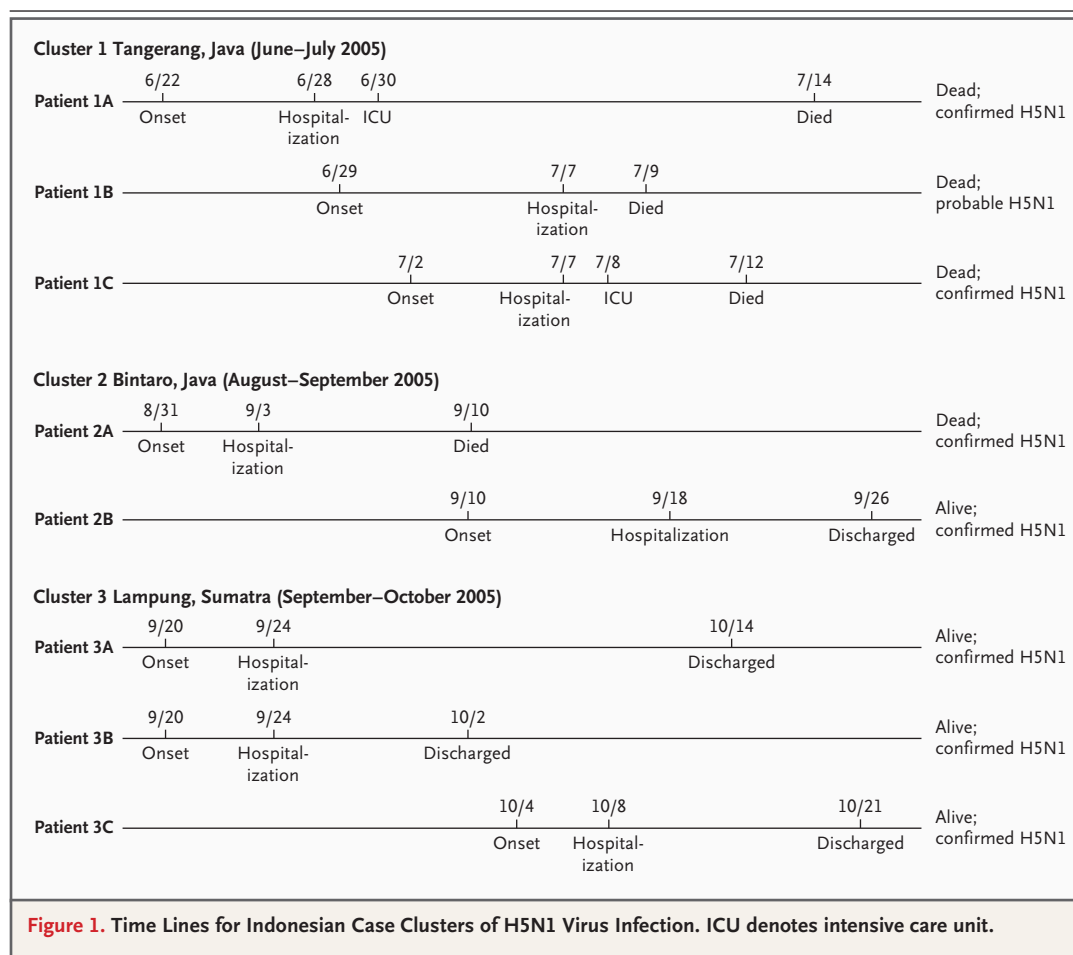 Cluster 1 Tangerang, Java (June–July 2005)
6/22 6/28 6/30 7/14
Patient 1A
Onset Hospital-
ization ICU Died
Dead;
confirmed H5N1
6/29 7/7 7/9
Patient 1B
Onset Hospital-
ization Died
Dead;
probable H5N1
7/2 7/7 7/8 7/12
Patient 1C
Onset Hospital-
ization ICU Died
Dead;
confirmed H5N1
Cluster 2 Bintaro, Java (August–September 2005)
8/31 9/3 9/10
Patient 2A
Onset Hospital-
ization Died
Dead;
confirmed H5N1
9/10 9/18 9/26
Patient 2B
Onset Hospitalization Discharged
Alive;
confirmed H5N1
Cluster 3 Lampung, Sumatra (September–October 2005)
9/20 9/24 10/14
Patient 3A
Onset Hospital-
ization Discharged
Alive;
confirmed H5N1
9/20 9/24 10/2
Patient 3B
Onset Hospital-
ization Discharged
Alive;
confirmed H5N1
10/4 10/8 10/21
Patient 3C
Onset Hospital-
ization Discharged
Alive;
confirmed H5N1
Figure 1. Time Lines for Indonesian Case Clusters of H5N1 Virus Infection. ICU denotes intensive care unit.